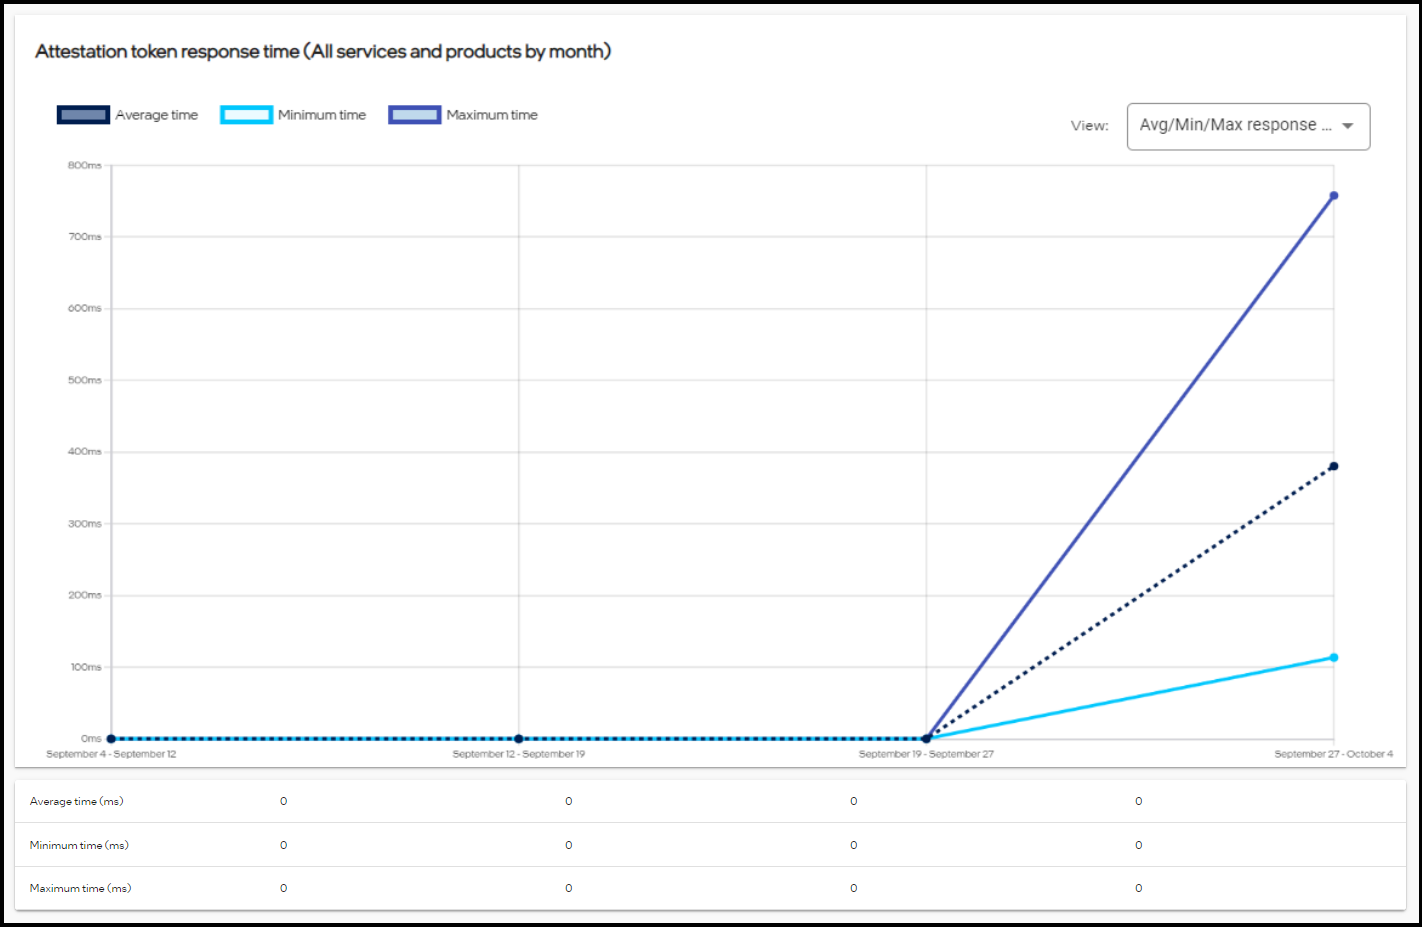 Attestation token response time (All services and products by month)
Average time Minimum time Maximum time
View: Avg/Min/Max response ...
800ms
700ms
600ms
500ms
400ms
300ms
200ms
100ms
0ms
September 4 - September 12 September 12 - September 19 September 19 - September 27 September 27 - October 4
Average time (ms) 0 0 0 0
Minimum time (ms) 0 0 0 0
Maximum time (ms) 0 0 0 0